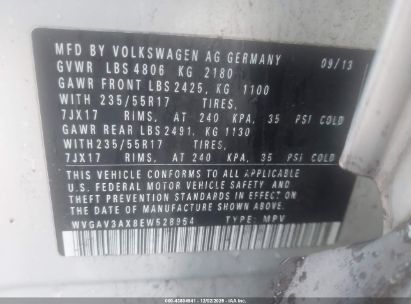 MFD BY VOLKSWAGEN AG GERMANY 09/13
GVWR LBS 4806 KG 2180
GAWR FRONT LBS 2425, KG 1100
WITH 235/55R17 TIRES,
7JX17 RIMS, AT 240 KPA, 35 PSI COLD
GAWR REAR LBS 2491, KG 1130
WITH 235/55R17 TIRES,
7JX17 RIMS, AT 240 KPA, 35 PSI COLD
THIS VEHICLE CONFORMS TO ALL APPLICABLE
U.S. FEDERAL MOTOR VEHICLE SAFETY AND
THEFT PREVENTION STANDARDS IN EFFECT ON THE
DATE OF MANUFACTURE SHOWN ABOVE.
WVGAV3AX8EW528954 TYPE: MPV